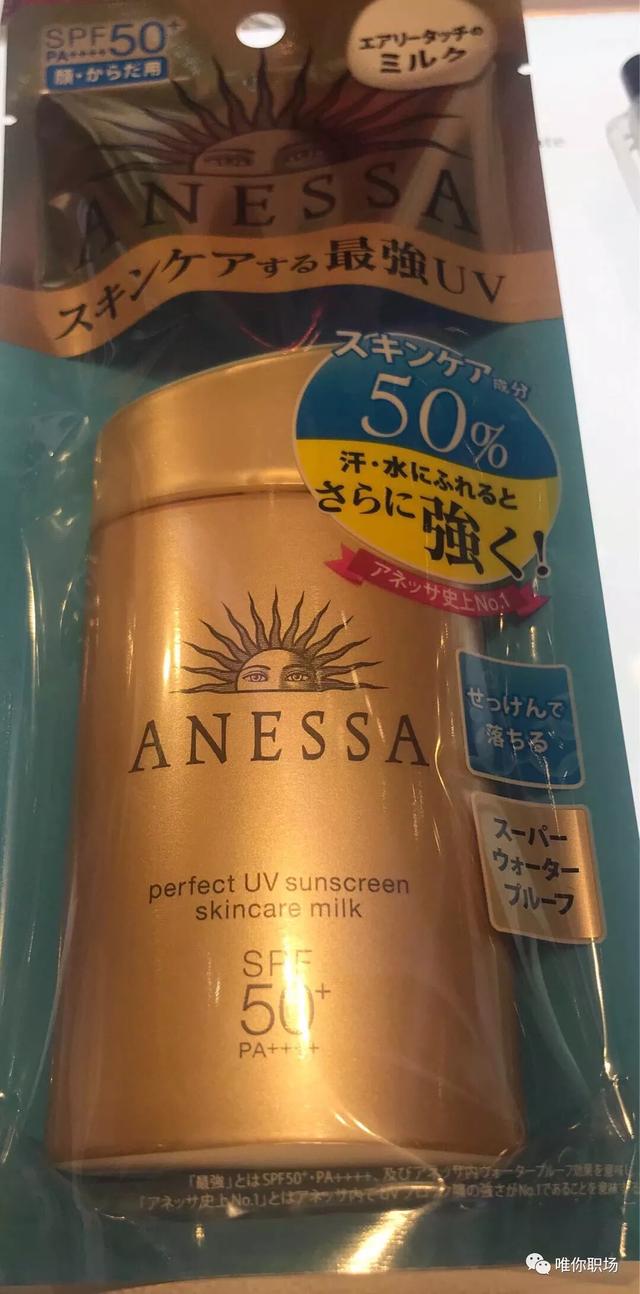 SPF50+
PA++++
顔・からだ用
エアリータッチの
ミルク
ANESSA
スキンケアする最強UV
スキンケア成分
50%
汗・水にふれると
さらに強く!
アネッサ史上No.1
ANESSA
せっけんで
落ちる
スーパー
ウォーター
プルーフ
perfect UV sunscreen
skincare milk
SPF
50+
PA++++
「最強」とはSPF50+・PA++++、及びアネッサ内ウォータープルーフ効果を意味
「アネッサ史上No.1」とはアネッサ内でUVブロック膜の強さがNo.1であることを意味
唯你职场